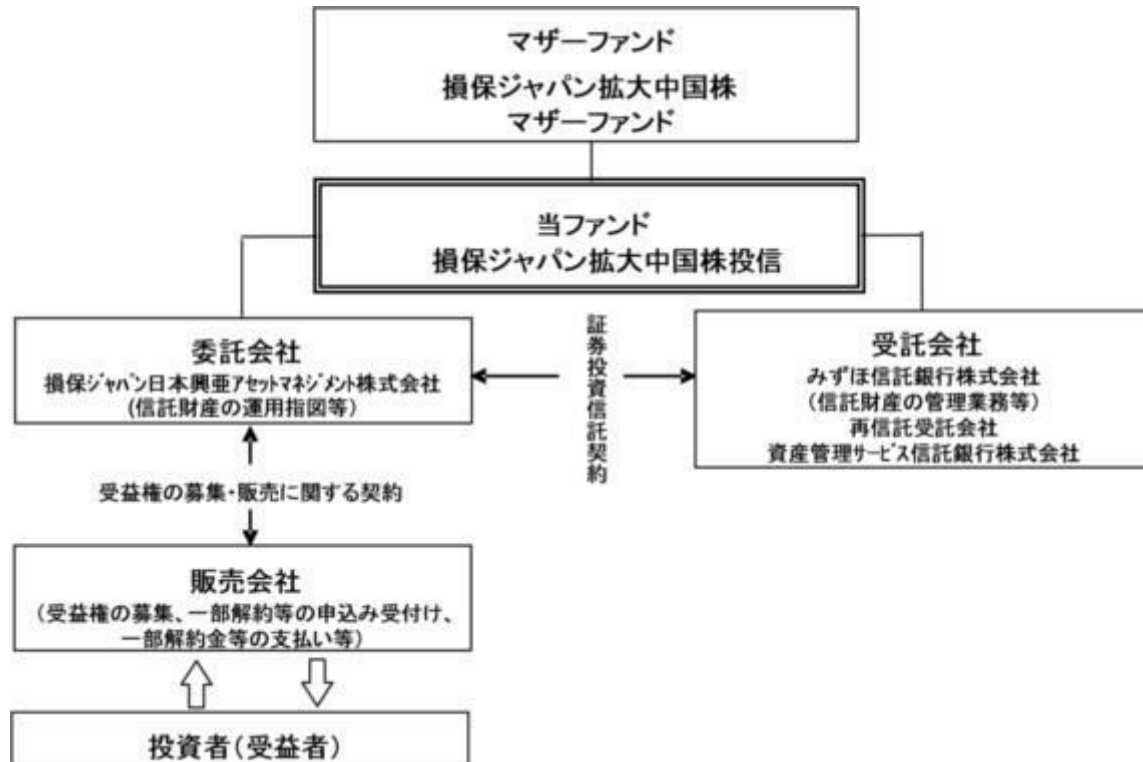 マザーファンド
損保ジャパン拡大中国株
マザーファンド
当ファンド
損保ジャパン拡大中国株投信
委託会社
損保ジャパン日本興亜アセットマネジメント株式会社
(信託財産の運用指図等)
証券投資信託契約
受託会社
みずほ信託銀行株式会社
(信託財産の管理業務等)
再信託受託会社
資産管理サービス信託銀行株式会社
受益権の募集・販売に関する契約
販売会社
(受益権の募集、一部解約等の申込み受付け、
一部解約金等の支払い等)
投資者(受益者)